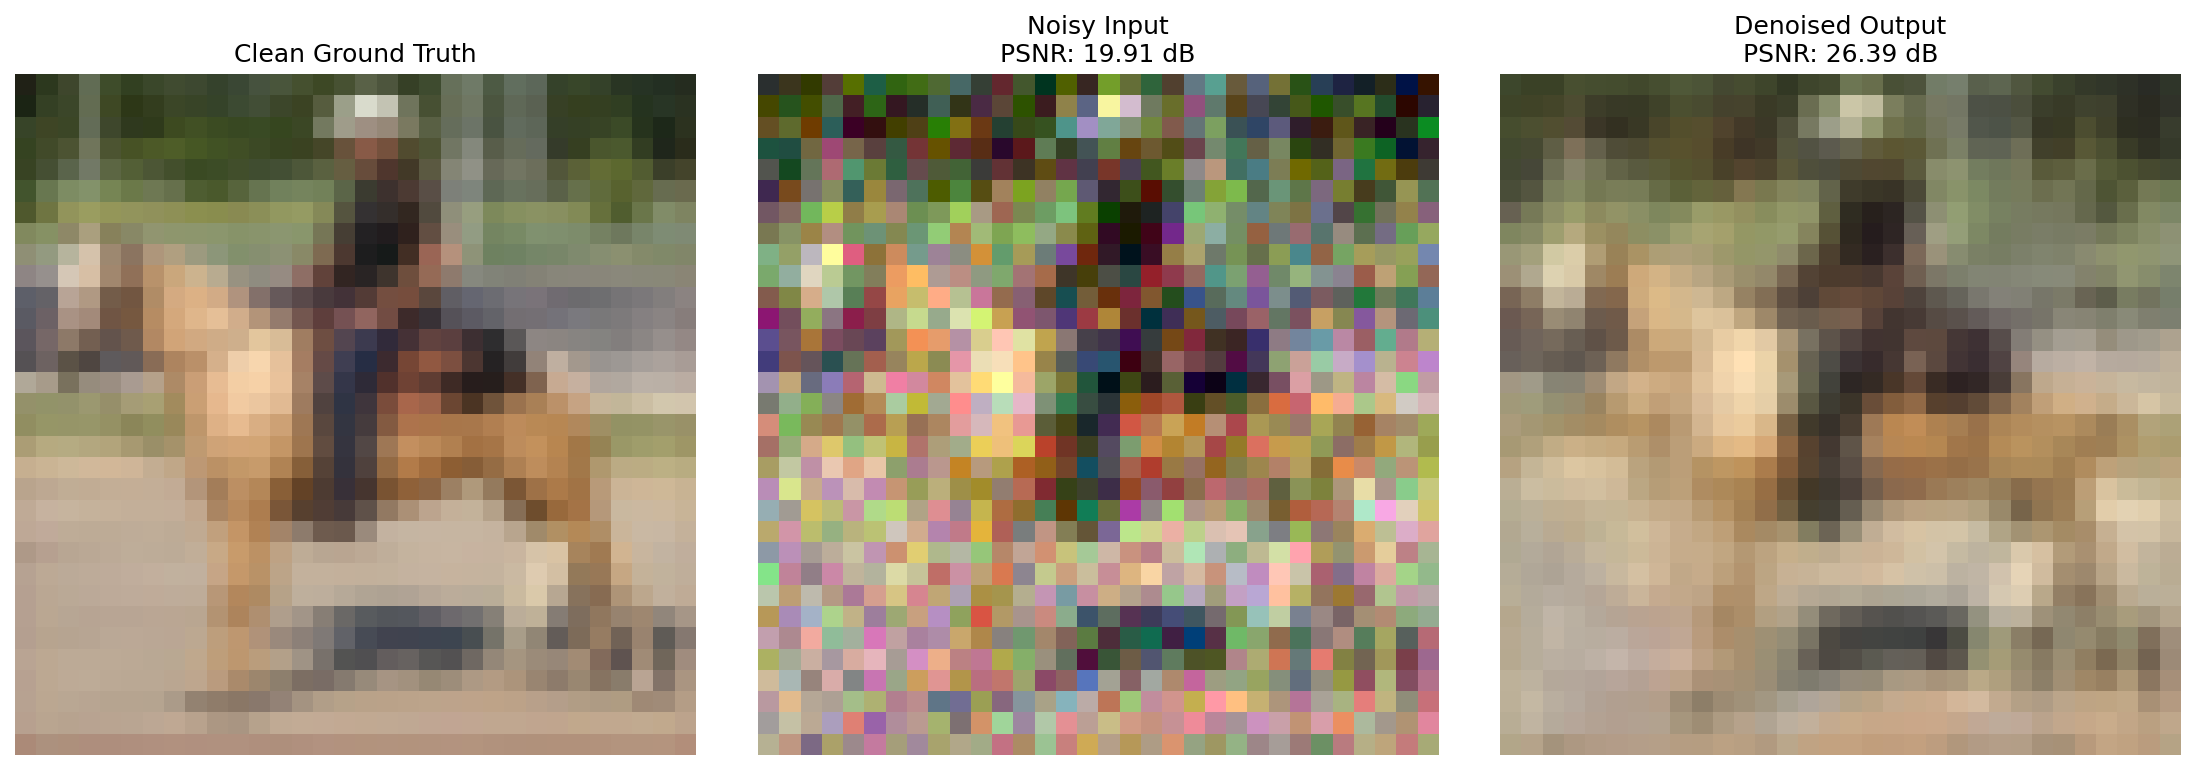 Clean Ground Truth
Noisy Input
PSNR: 19.91 dB
Denoised Output
PSNR: 26.39 dB